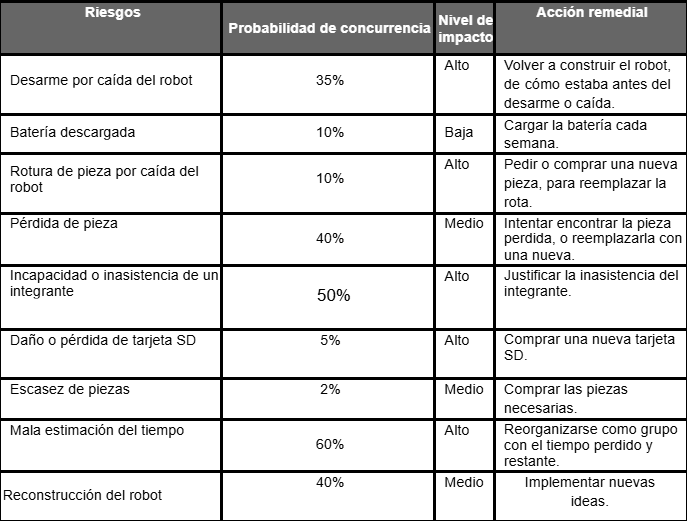 Riesgos
Probabilidad de concurrencia
Nivel de
impacto
Acción remedial
Desarme por caída del robot
35%
Alto
Volver a construir el robot,
de cómo estaba antes del
desarme o caída.
Batería descargada
10%
Baja
Cargar la batería cada
semana.
Rotura de pieza por caída del
robot
10%
Alto
Pedir o comprar una nueva
pieza, para reemplazar la
rota.
Pérdida de pieza
40%
Medio
Intentar encontrar la pieza
perdida, o reemplazarla con
una nueva.
Incapacidad o inasistencia de un
integrante
50%
Alto
Justificar la inasistencia del
integrante.
Daño o pérdida de tarjeta SD
5%
Alto
Comprar una nueva tarjeta
SD.
Escasez de piezas
2%
Medio
Comprar las piezas
necesarias.
Mala estimación del tiempo
60%
Alto
Reorganizarse como grupo
con el tiempo perdido y
restante.
Reconstrucción del robot
40%
Medio
Implementar nuevas
ideas.